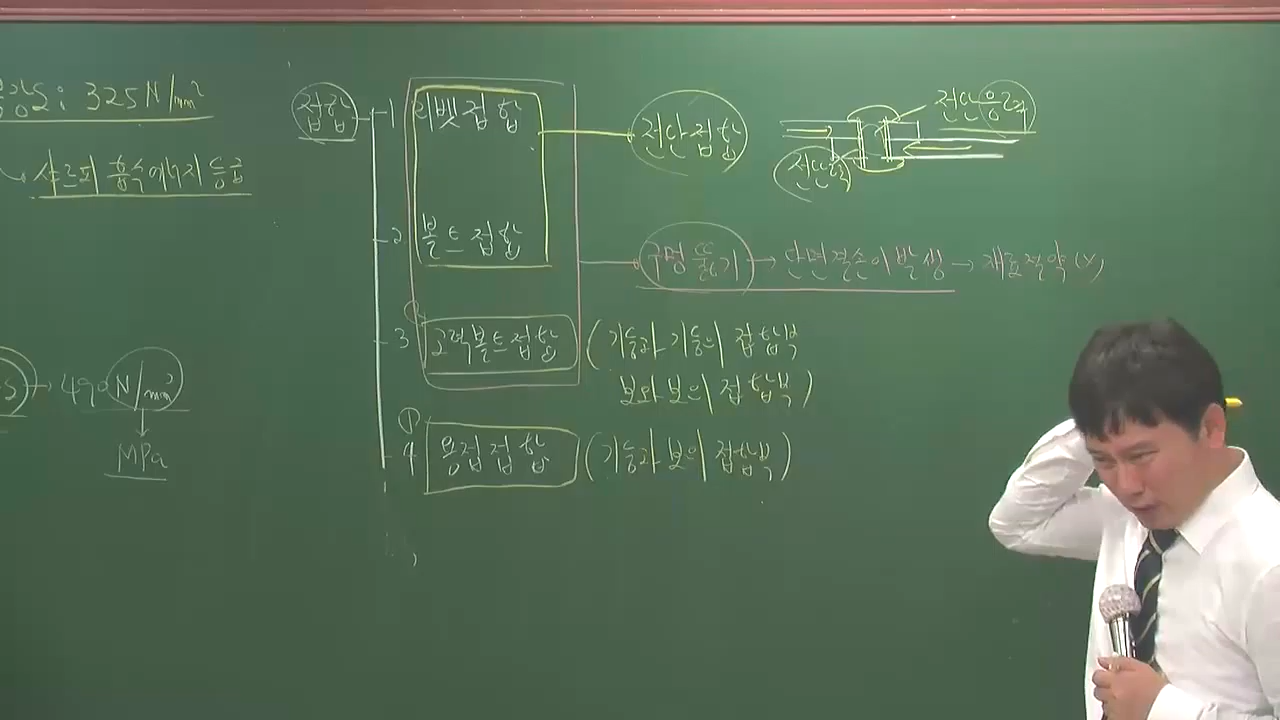 325N/mm²
샤르피 흡수에너지 등급
490 N/mm²
MPa
접합
1 리벳접합
2 볼트접합
3 고력볼트접합 (기둥과 기둥의 접합부
보와 보의 접합부)
①
4 용접접합 (기둥과 보의 접합부)
전단접합
전단응력
전단력
구멍뚫기 → 단면결손이 발생 → 재료절약(X)